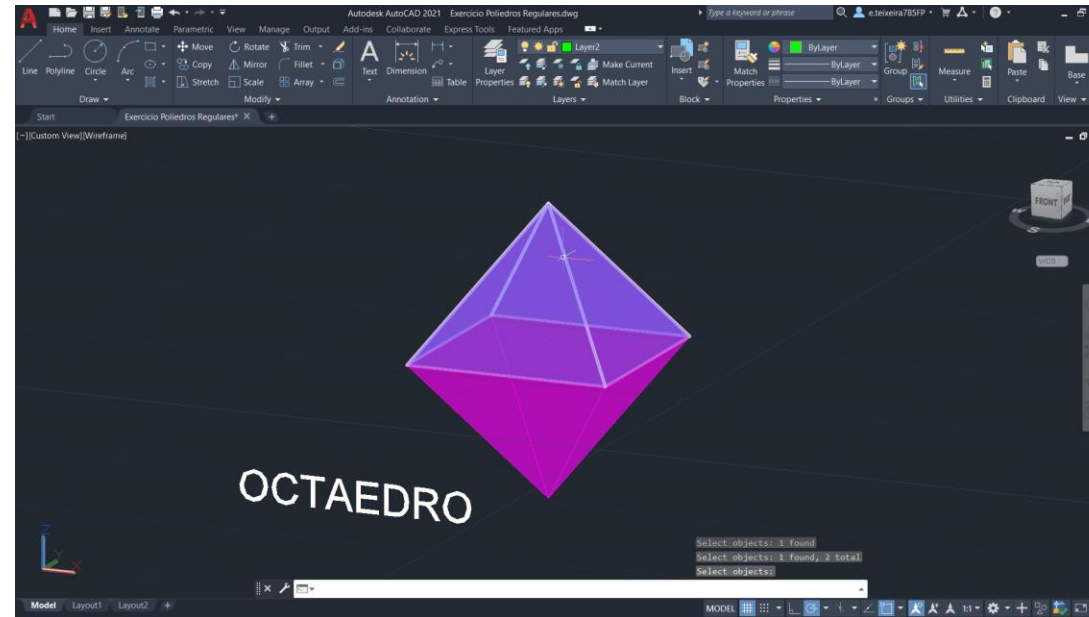 Autodesk AutoCAD 2021 Exercicio Poliedros Regulares.dwg
Type a keyword or phrase
e.teixeira785FP
Home Insert Annotate Parametric View Manage Output Add-ins Collaborate Express Tools Featured Apps
Line Polyline Circle Arc
Move Rotate Trim
Copy Mirror Fillet
Stretch Scale Array
Text Dimension
Table
Layer Properties
Layer2
Make Current
Match Layer
Insert
Match Properties
ByLayer
ByLayer
ByLayer
Group
Measure
Paste
Base
Draw Modify Annotation Layers Block Properties Groups Utilities Clipboard View
Start Exercicio Poliedros Regulares*
[−][Custom View][Wireframe]
FRONT
S
WCS
OCTAEDRO
Z
Y
X
Select objects: 1 found
Select objects: 1 found, 2 total
Select objects:
Model Layout1 Layout2 +
MODEL
1:1